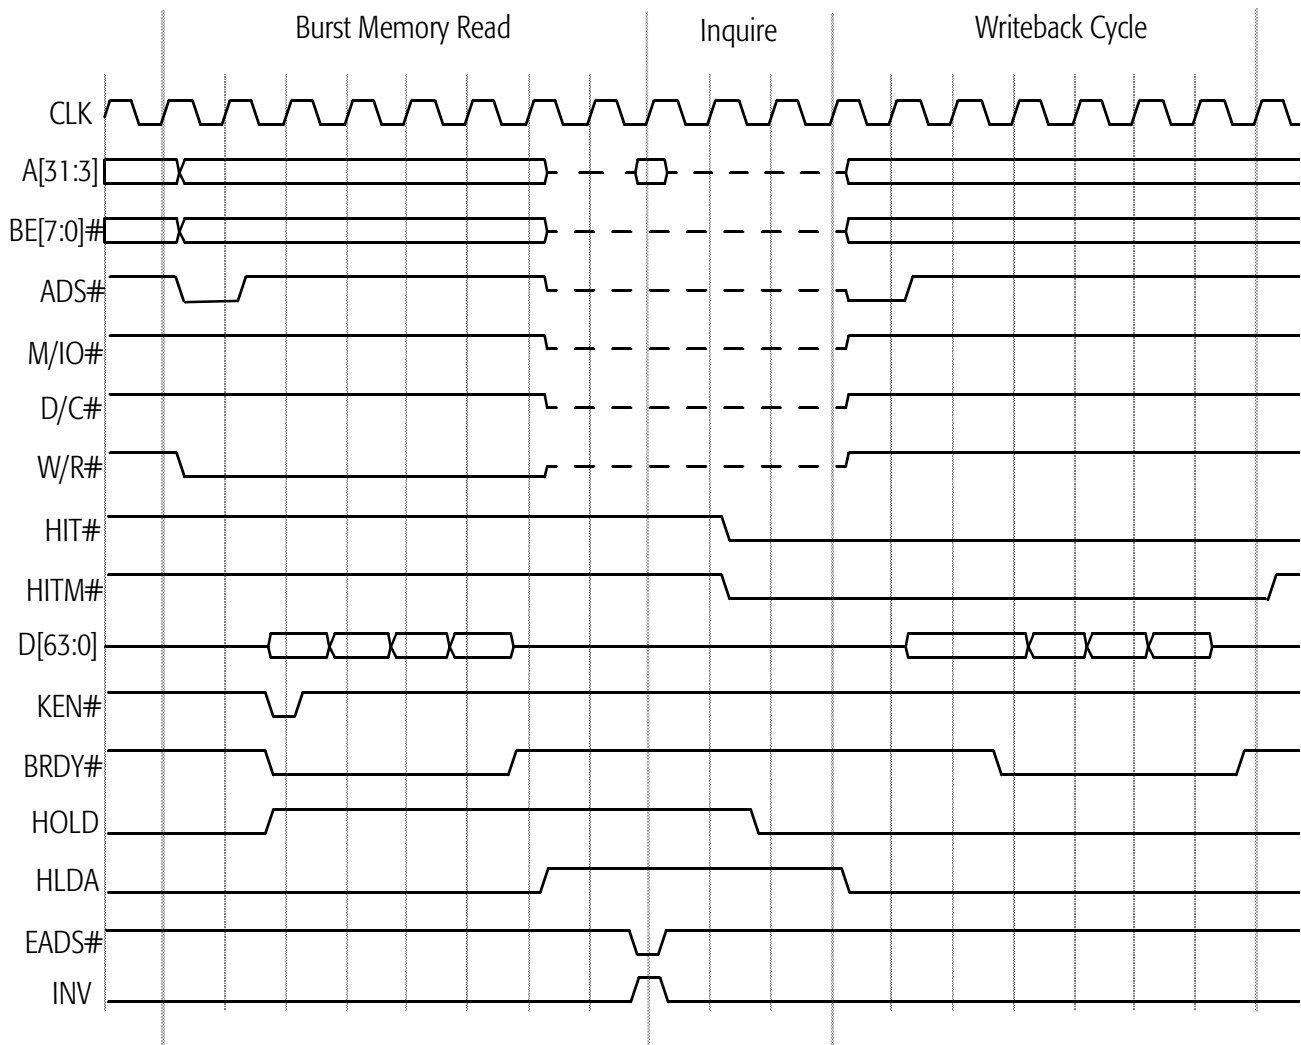 Burst Memory Read
Inquire
Writeback Cycle
CLK
A[31:3]
BE[7:0]#
ADS#
M/IO#
D/C#
W/R#
HIT#
HITM#
D[63:0]
KEN#
BRDY#
HOLD
HLDA
EADS#
INV